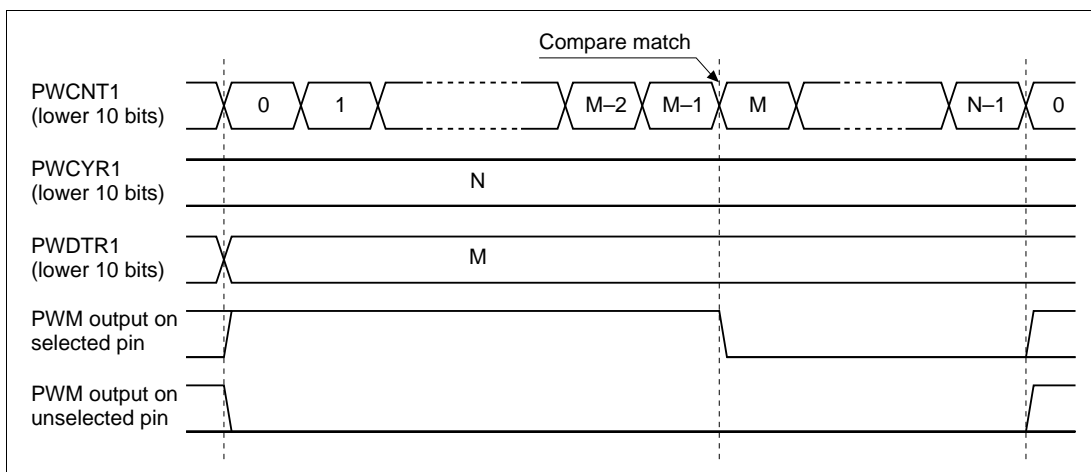 Compare match
PWCNT1
(lower 10 bits)
0 1 M–2 M–1 M N–1 0
PWCYR1
(lower 10 bits)
N
PWDTR1
(lower 10 bits)
M
PWM output on
selected pin
PWM output on
unselected pin